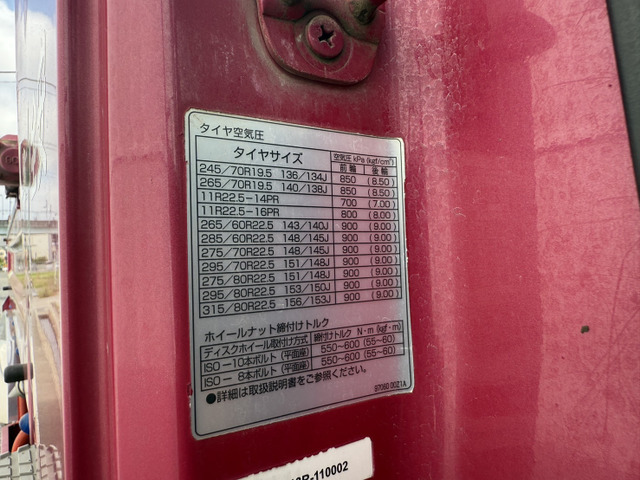 タイヤ空気圧
タイヤサイズ 空気圧 kPa (kgf/cm²)
前輪 後輪
245/70R19.5 136/134J 850 (8.50)
265/70R19.5 140/138J 850 (8.50)
11R22.5-14PR 700 (7.00)
11R22.5-16PR 800 (8.00)
265/60R22.5 143/140J 900 (9.00)
285/60R22.5 148/145J 900 (9.00)
275/70R22.5 148/145J 900 (9.00)
295/70R22.5 151/148J 900 (9.00)
275/80R22.5 151/148J 900 (9.00)
295/80R22.5 153/150J 900 (9.00)
315/80R22.5 156/153J 900 (9.00)
ホイールナット締付けトルク
ディスクホイール取付け方式 締付けトルク N・m (kgf・m)
ISO-10本ボルト (平面座) 550~600 (55~60)
ISO- 8本ボルト (平面座) 550~600 (55~60)
●詳細は取扱説明書をご参照ください。
97060 00Z1A
R-110002